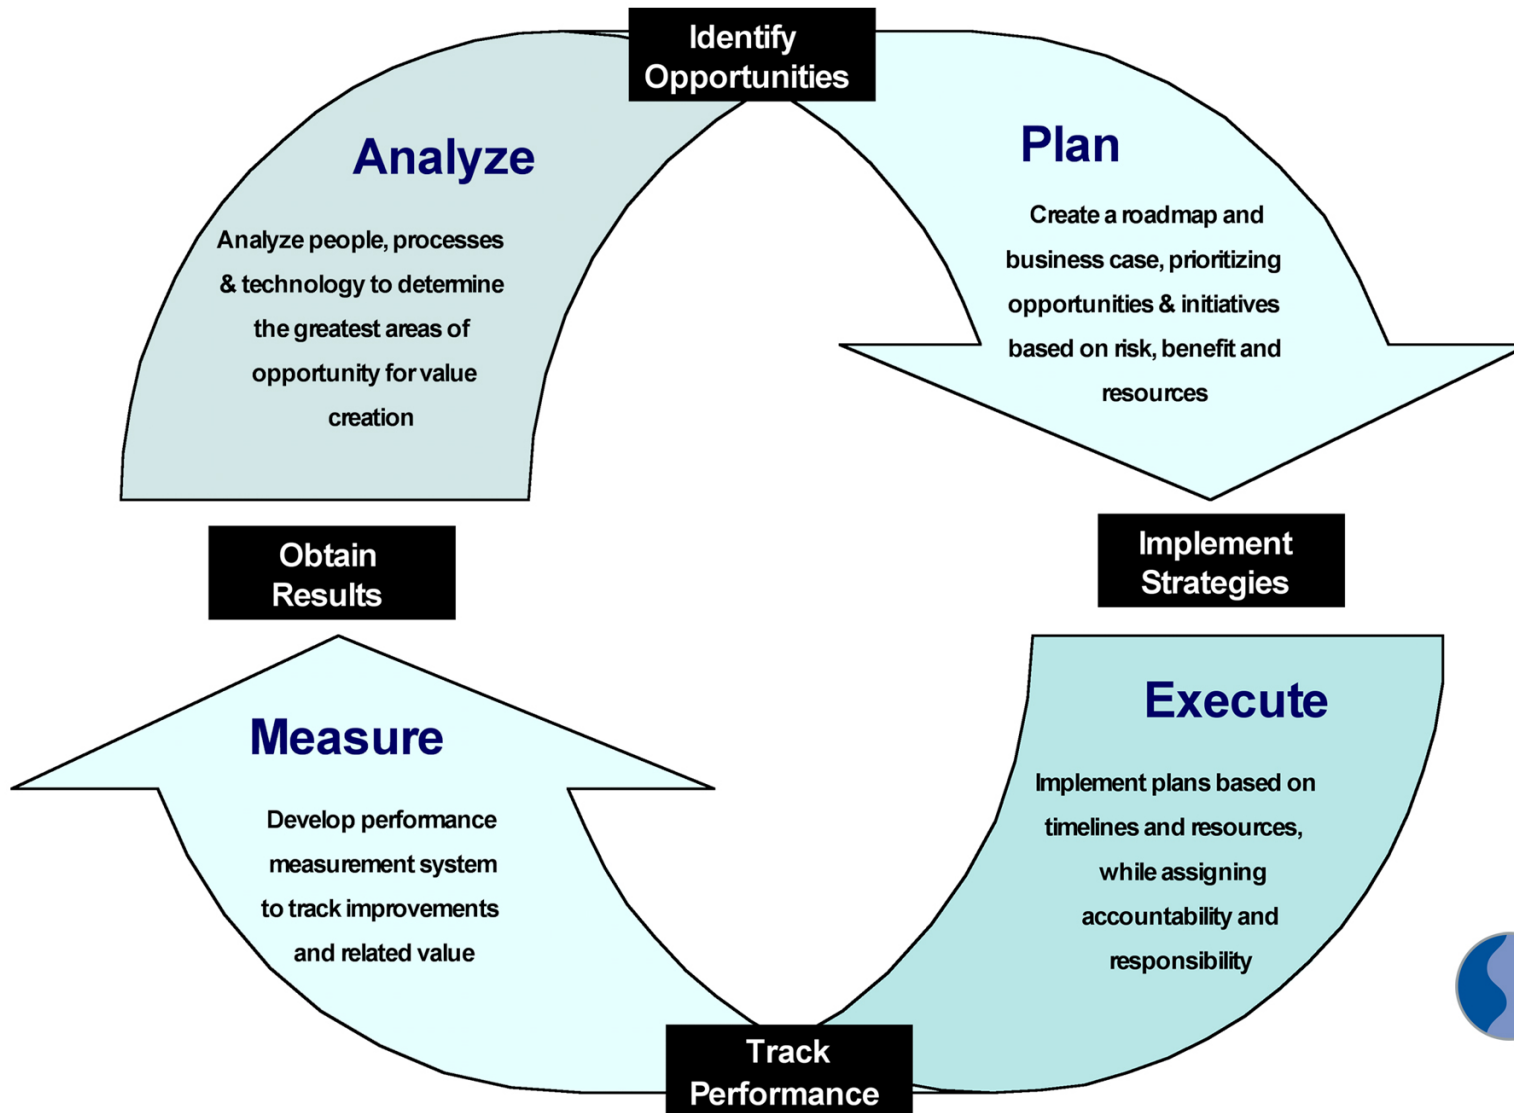 Identify
Opportunities
Analyze
Analyze people, processes
& technology to determine
the greatest areas of
opportunity for value
creation
Plan
Create a roadmap and
business case, prioritizing
opportunities & initiatives
based on risk, benefit and
resources
Obtain
Results
Implement
Strategies
Measure
Develop performance
measurement system
to track improvements
and related value
Execute
Implement plans based on
timelines and resources,
while assigning
accountability and
responsibility
Track
Performance